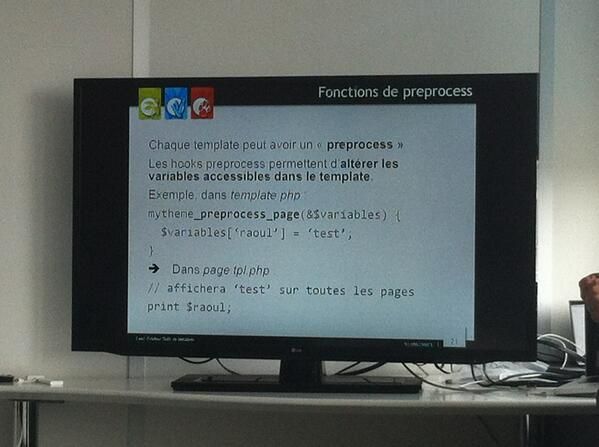 Fonctions de preprocess
Chaque template peut avoir un « preprocess »
Les hooks preprocess permettent d'altérer les
variables accessibles dans le template.
Exemple, dans template.php
mytheme_preprocess_page(&$variables) {
$variables['raoul'] = 'test';
}
➔ Dans page.tpl.php
// affichera 'test' sur toutes les pages
print $raoul;
21
LG